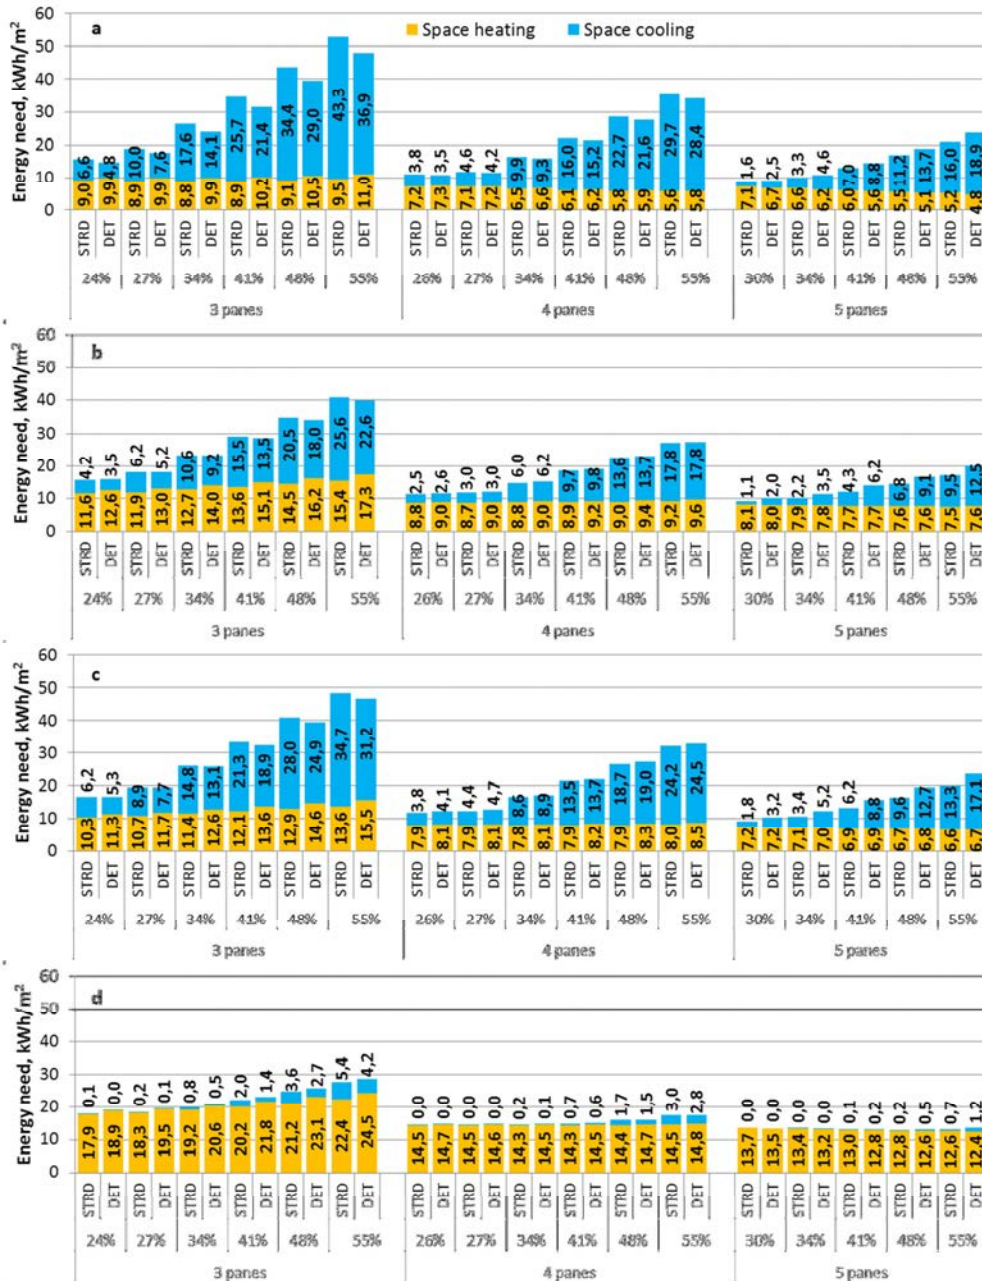 a
Space heating Space cooling
Energy need, kWh/m²
60
50
40
30
20
10
0
6,6 4,8 10,0 7,6 17,6 14,1 25,7 21,4 34,4 29,0 43,3 36,9 3,8 3,5 4,6 4,2 9,9 9,3 16,0 15,2 22,7 21,6 29,7 28,4 1,6 2,5 3,3 4,6 7,0 8,8 11,2 13,7 16,0 18,9
9,0 9,9 8,9 9,9 8,8 9,9 8,9 10,2 9,1 10,5 9,5 11,0 7,2 7,3 7,1 7,2 6,5 6,6 6,1 6,2 5,8 5,9 5,6 5,8 7,1 6,7 6,6 6,2 6,0 5,6 5,5 5,1 5,2 4,8
STRD DET STRD DET STRD DET STRD DET STRD DET STRD DET STRD DET STRD DET STRD DET STRD DET STRD DET STRD DET STRD DET STRD DET STRD DET STRD DET STRD DET
24% 27% 34% 41% 48% 55% 26% 27% 34% 41% 48% 55% 30% 34% 41% 48% 55%
3 panes 4 panes 5 panes
b
Energy need, kWh/m²
60
50
40
30
20
10
0
4,2 3,5 6,2 5,2 10,6 9,2 15,5 13,5 20,5 18,0 25,6 22,6 2,5 2,6 3,0 3,0 6,0 6,2 9,7 9,8 13,6 13,7 17,8 17,8 1,1 2,0 2,2 3,5 4,3 6,2 6,8 9,1 9,5 12,5
11,6 12,6 11,9 13,0 12,7 14,0 13,6 15,1 14,5 16,2 15,4 17,3 8,8 9,0 8,7 9,0 8,8 9,0 8,9 9,2 9,0 9,4 9,2 9,6 8,1 8,0 7,9 7,8 7,7 7,7 7,6 7,6 7,6 7,6
STRD DET STRD DET STRD DET STRD DET STRD DET STRD DET STRD DET STRD DET STRD DET STRD DET STRD DET STRD DET STRD DET STRD DET STRD DET STRD DET STRD DET
24% 27% 34% 41% 48% 55% 26% 27% 34% 41% 48% 55% 30% 34% 41% 48% 55%
3 panes 4 panes 5 panes
c
Energy need, kWh/m²
60
50
40
30
20
10
0
6,2 5,3 8,9 7,7 14,8 13,1 21,3 18,9 28,0 24,9 34,7 31,2 3,8 4,1 4,4 4,7 8,6 8,9 13,5 13,7 18,7 19,0 24,2 24,5 1,8 3,2 3,4 5,2 6,2 8,8 9,6 12,7 13,3 17,1
10,3 11,3 10,7 11,7 11,4 12,6 12,1 13,6 12,9 14,6 13,6 15,5 7,9 8,1 7,9 8,1 7,8 8,1 7,9 8,2 7,9 8,3 8,0 8,5 7,2 7,2 7,1 7,0 6,9 6,9 6,7 6,8 6,6 6,7
STRD DET STRD DET STRD DET STRD DET STRD DET STRD DET STRD DET STRD DET STRD DET STRD DET STRD DET STRD DET STRD DET STRD DET STRD DET STRD DET STRD DET
24% 27% 34% 41% 48% 55% 26% 27% 34% 41% 48% 55% 30% 34% 41% 48% 55%
3 panes 4 panes 5 panes
d
Energy need, kWh/m²
60
50
40
30
20
10
0
0,1 0,0 0,2 0,1 0,8 0,5 2,0 1,4 3,6 2,7 5,4 4,2 0,0 0,0 0,0 0,0 0,2 0,1 0,7 0,6 1,7 1,5 3,0 2,8 0,0 0,0 0,0 0,0 0,1 0,2 0,2 0,5 0,7 1,2
17,9 18,9 18,3 19,5 19,2 20,6 20,2 21,8 21,2 23,1 22,4 24,5 14,5 14,7 14,5 14,6 14,3 14,5 14,3 14,5 14,4 14,7 14,5 14,8 13,7 13,5 13,4 13,2 13,0 12,8 12,8 12,6 12,6 12,4
STRD DET STRD DET STRD DET STRD DET STRD DET STRD DET STRD DET STRD DET STRD DET STRD DET STRD DET STRD DET STRD DET STRD DET STRD DET STRD DET STRD DET
24% 27% 34% 41% 48% 55% 26% 27% 34% 41% 48% 55% 30% 34% 41% 48% 55%
3 panes 4 panes 5 panes